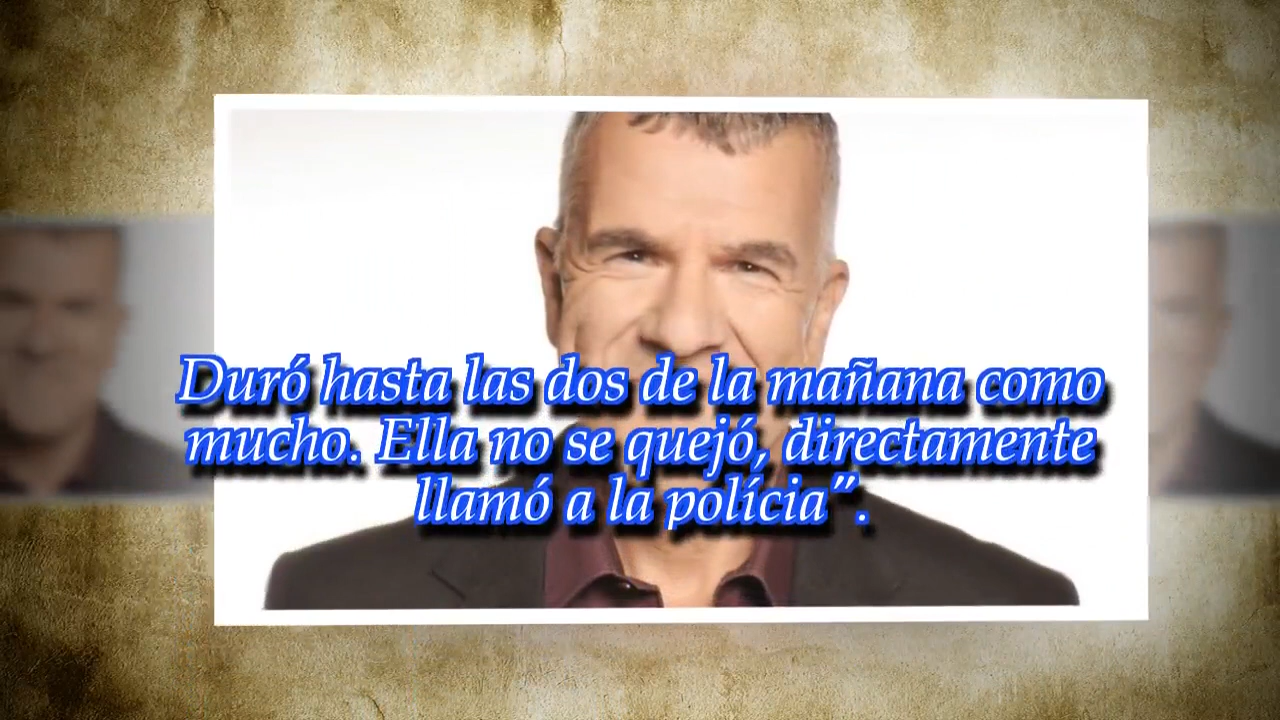 Duró hasta las dos de la mañana como
mucho. Ella no se quejó, directamente
llamó a la polícia”.